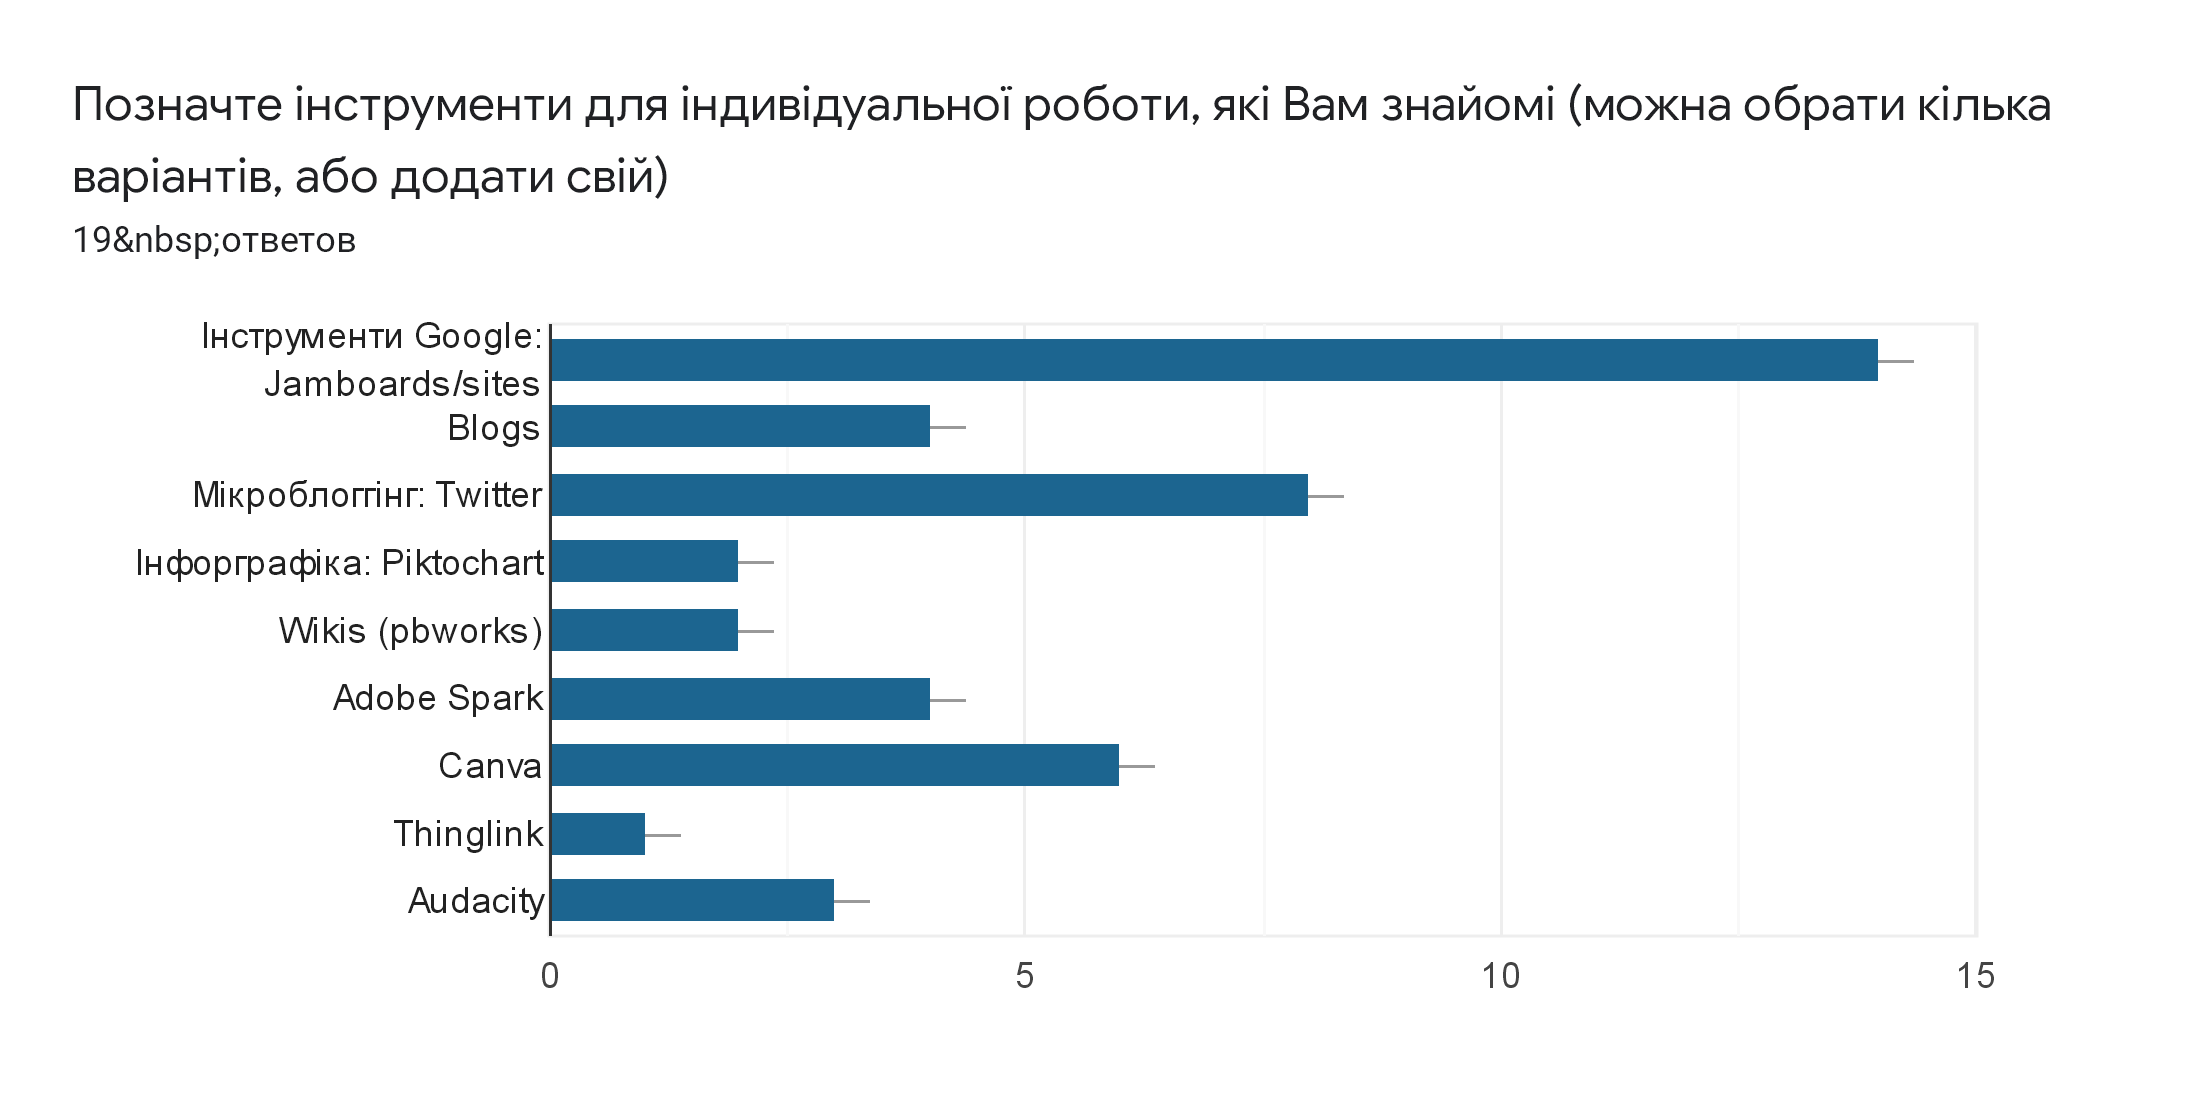 Позначте інструменти для індивідуальної роботи, які Вам знайомі (можна обрати кілька
варіантів, або додати свій)
19&nbsp;ответов
Інструменти Google:
Jamboards/sites
Blogs
Мікроблоггінг: Twitter
Інфорграфіка: Piktochart
Wikis (pbworks)
Adobe Spark
Canva
Thinglink
Audacity
0 5 10 15